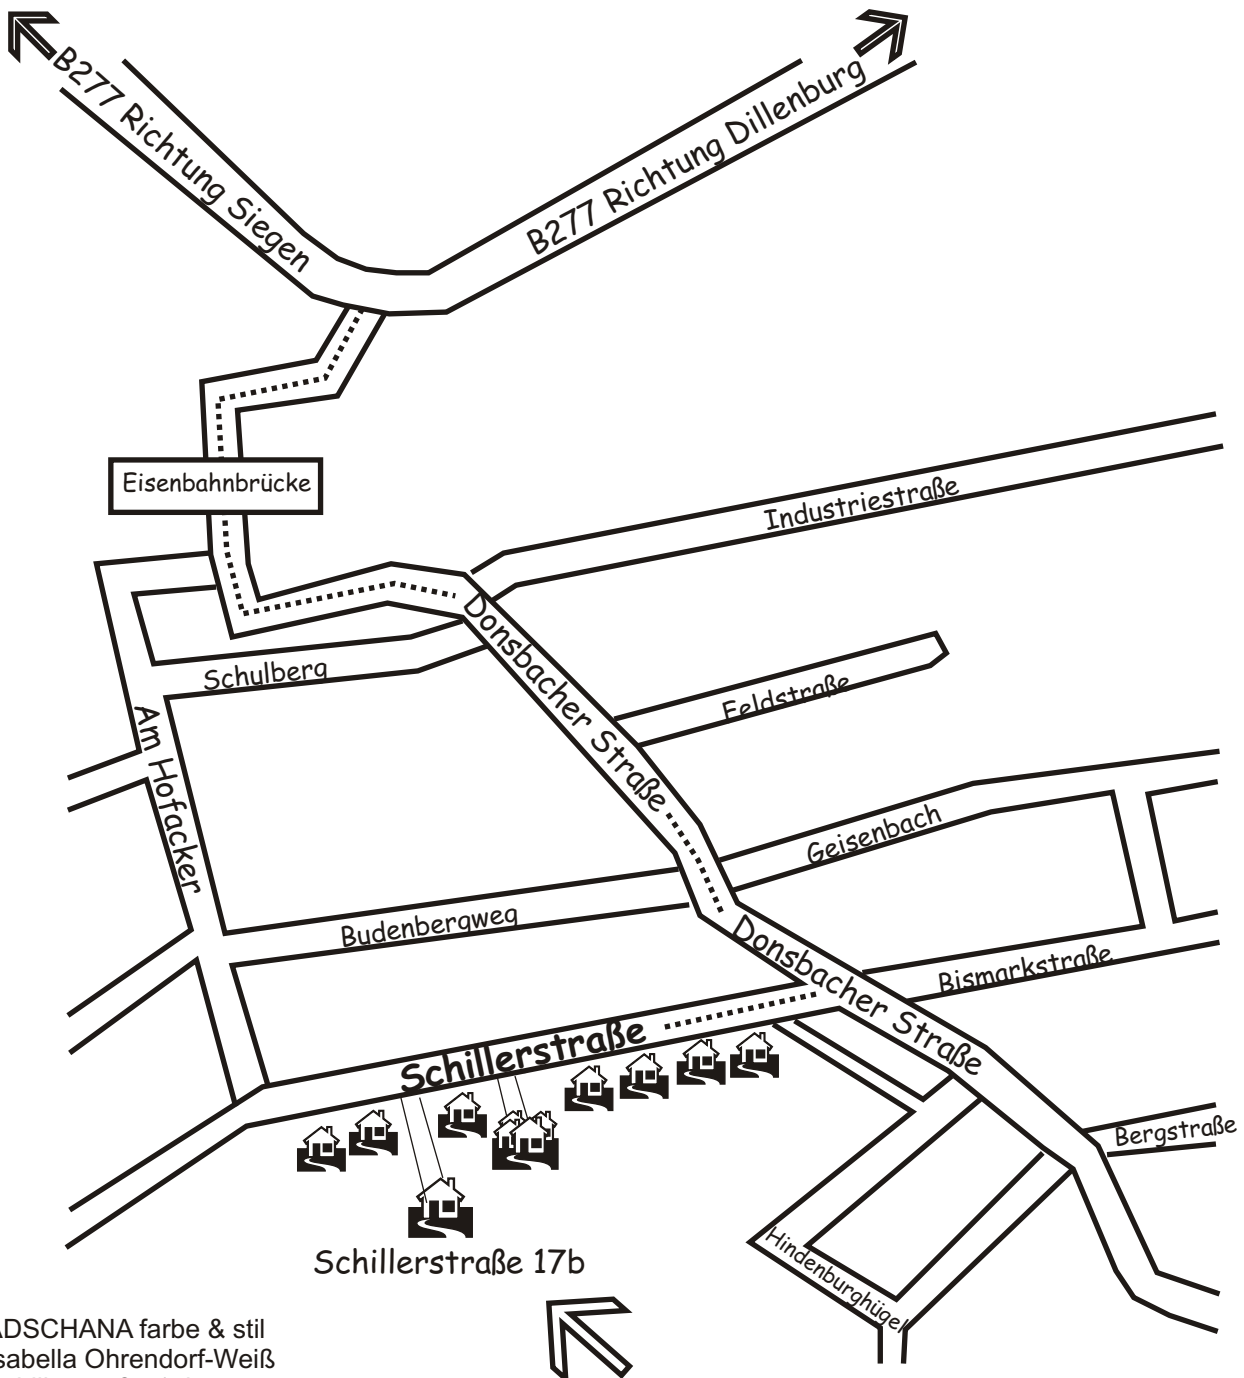 B277 Richtung Siegen
B277 Richtung Dillenburg
Eisenbahnbrücke
Industriestraße
Donsbacher Straße
Schulberg
Feldstraße
Am Hofacker
Geisenbach
Budenbergweg
Donsbacher Straße
Bismarkstraße
Schillerstraße
Bergstraße
Schillerstraße 17b
Hindenburghügel
ADSCHANA farbe & stil
sabella Ohrendorf-Weiß